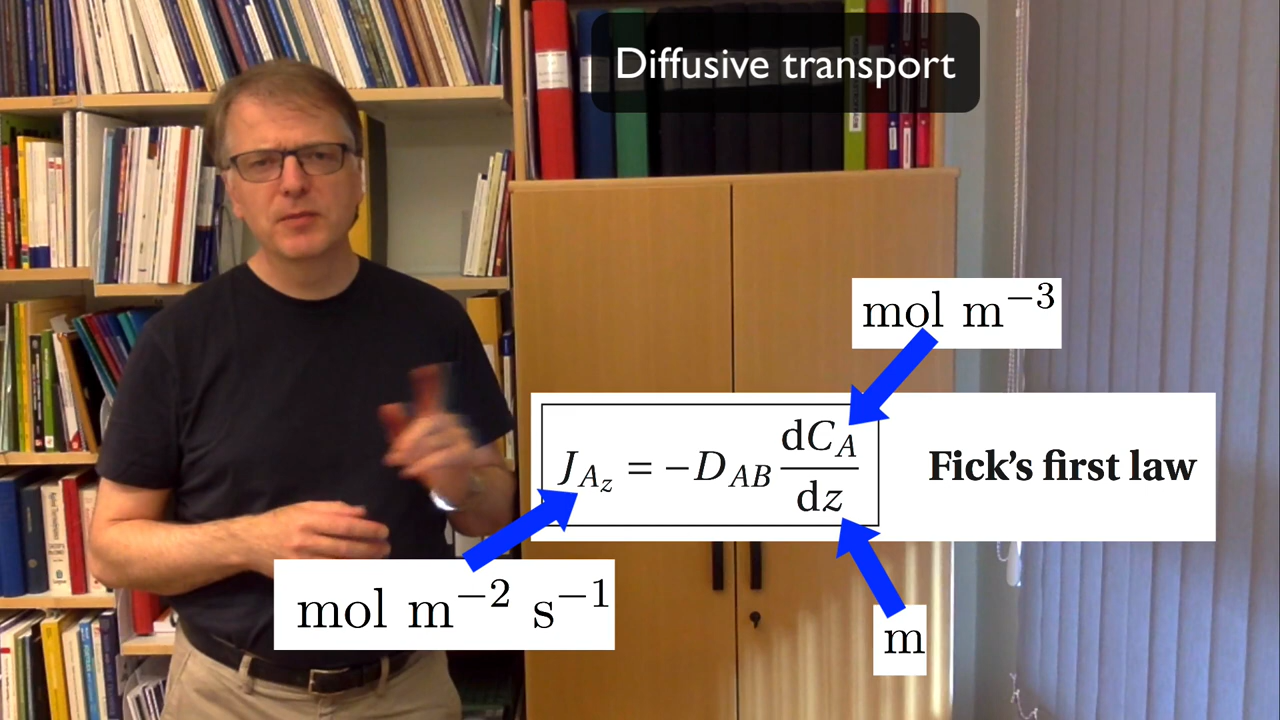 Diffusive transport
mol m⁻³
J_{A_z} = −D_{AB} dC_A/dz
Fick's first law
mol m⁻² s⁻¹
m